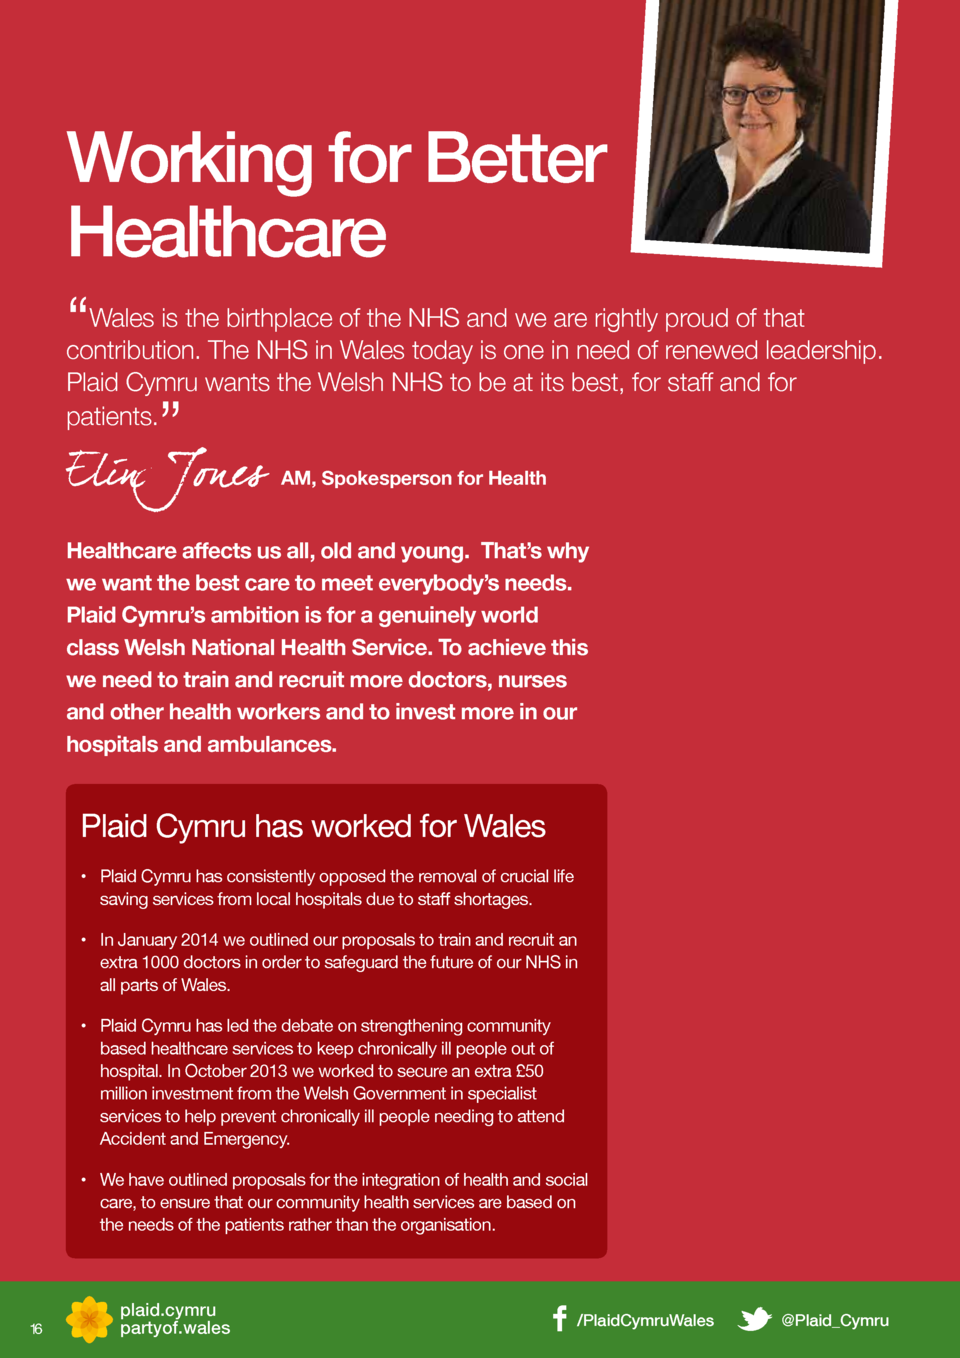 Working for Better
Healthcare
“Wales is the birthplace of the NHS and we are rightly proud of that
contribution. The NHS in Wales today is one in need of renewed leadership.
Plaid Cymru wants the Welsh NHS to be at its best, for staff and for
patients.”
Elin Jones AM, Spokesperson for Health
Healthcare affects us all, old and young.  That’s why
we want the best care to meet everybody’s needs.
Plaid Cymru’s ambition is for a genuinely world
class Welsh National Health Service. To achieve this
we need to train and recruit more doctors, nurses
and other health workers and to invest more in our
hospitals and ambulances.
Plaid Cymru has worked for Wales
• Plaid Cymru has consistently opposed the removal of crucial life
saving services from local hospitals due to staff shortages.
• In January 2014 we outlined our proposals to train and recruit an
extra 1000 doctors in order to safeguard the future of our NHS in
all parts of Wales.
• Plaid Cymru has led the debate on strengthening community
based healthcare services to keep chronically ill people out of
hospital. In October 2013 we worked to secure an extra £50
million investment from the Welsh Government in specialist
services to help prevent chronically ill people needing to attend
Accident and Emergency.
• We have outlined proposals for the integration of health and social
care, to ensure that our community health services are based on
the needs of the patients rather than the organisation.
16
plaid.cymru
partyof.wales
/PlaidCymruWales
@Plaid_Cymru